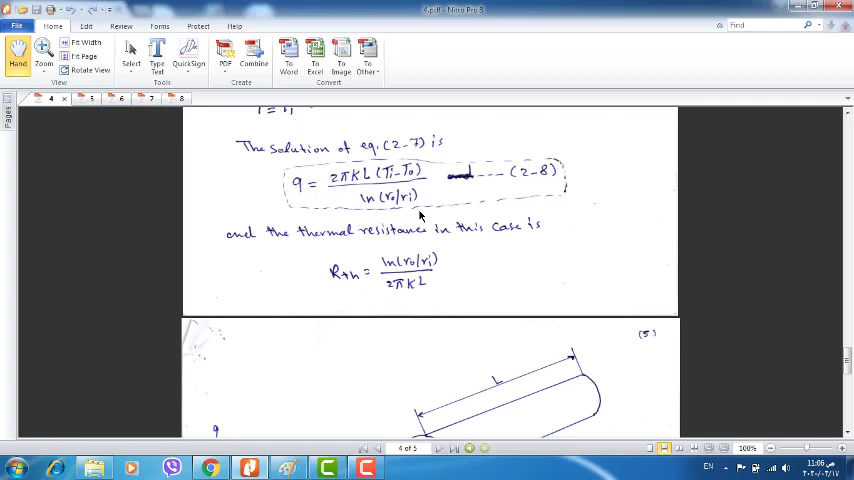 4.pdf - Nitro Pro 8
File Home Edit Review Forms Protect Help
Find
Hand Zoom Fit Width Fit Page Rotate View Select Type Text QuickSign PDF Combine To Word To Excel To Image To Other
View Tools Create Convert
4 5 6 7 8
Pages
The solution of eq. (2-7) is
q = 2πKL(Ti-To) / ln(ro/ri) ---- (2-8)
and the thermal resistance in this case is
Rth = ln(ro/ri) / 2πKL
(5)
L
q
4 of 5
100%
EN
11:06 ص
٢٠٢٠/٠٢/١٧